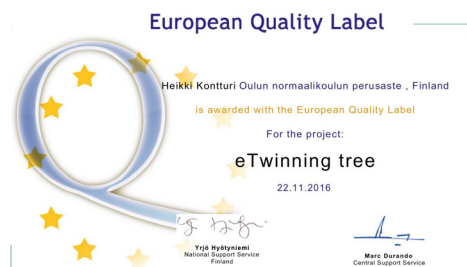 European Quality Label
Heikki Kontturi Oulun normaalikoulun perusaste , Finland
is awarded with the European Quality Label
For the project:
eTwinning tree
22.11.2016
Yrjö Hyötyniemi
National Support Service
Finland
Marc Durando
Central Support Service